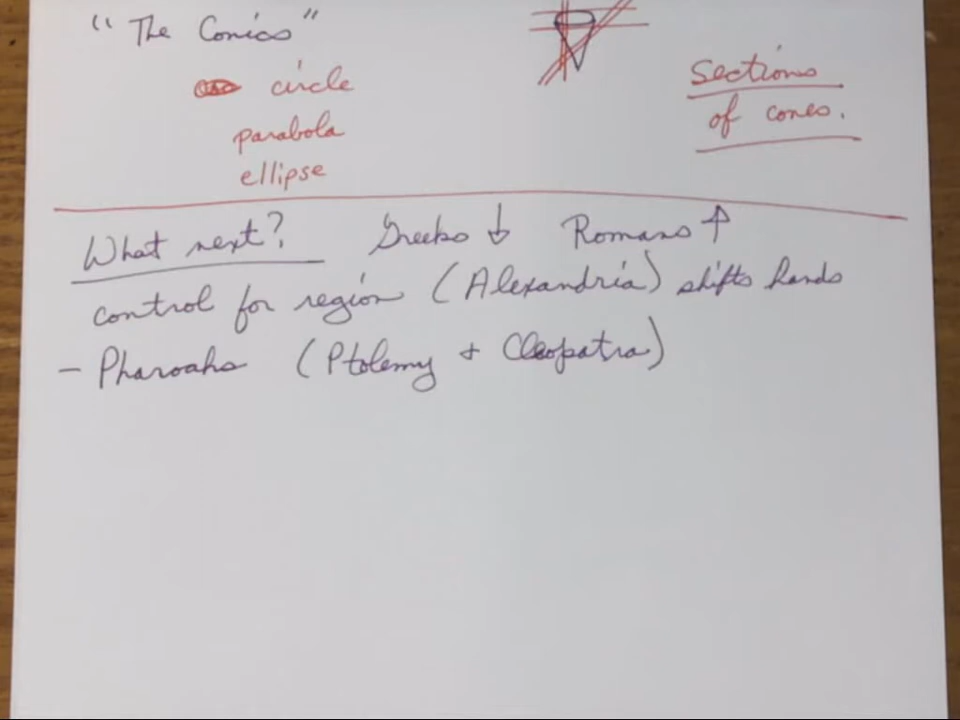 "The Conics"
circle
parabola
ellipse
Sections
of cones.
What next? Greeks ↓ Romans ↑
control for region (Alexandria) shifts hands
- Pharoahs (Ptolemy + Cleopatra)